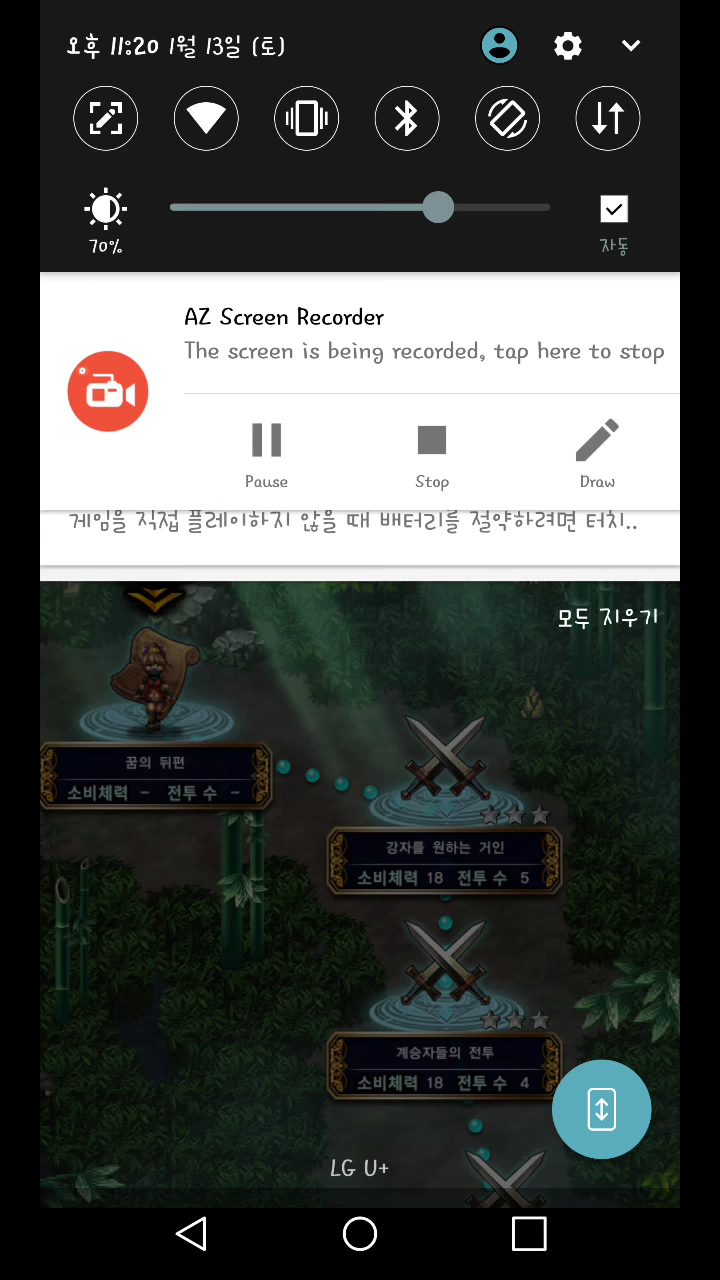 오후 11:20 1월 13일 (토)
70%
자동
AZ Screen Recorder
The screen is being recorded, tap here to stop
Pause Stop Draw
게임을 직접 플레이하지 않을 때 배터리를 절약하려면 터치..
모두 지우기
꿈의 뒤편
소비체력 - 전투 수 -
강자를 원하는 거인
소비체력 18 전투 수 5
계승자들의 전투
소비체력 18 전투 수 4
LG U+